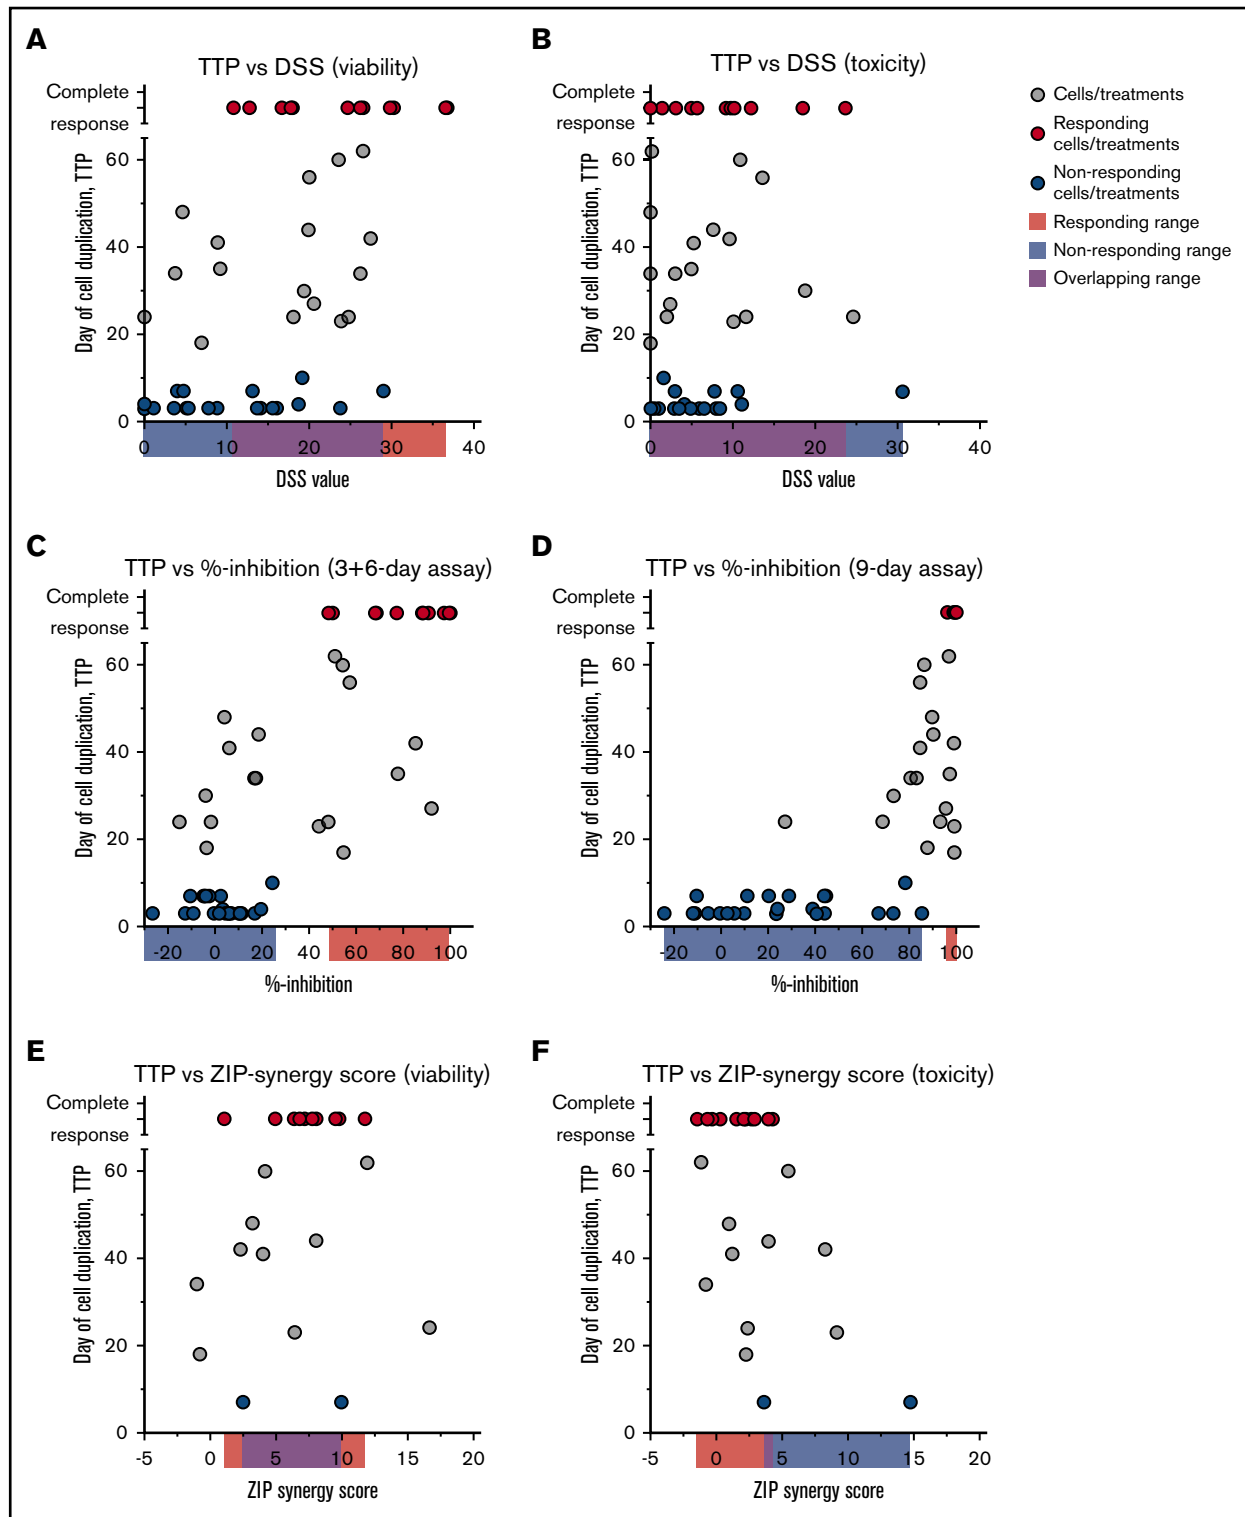 A
TTP vs DSS (viability)
Complete
response
60
40
20
0
Day of cell duplication, TTP
0 10 20 30 40
DSS value
B
TTP vs DSS (toxicity)
Complete
response
60
40
20
0
Day of cell duplication, TTP
0 10 20 30 40
DSS value
Cells/treatments
Responding
cells/treatments
Non-responding
cells/treatments
Responding range
Non-responding range
Overlapping range
C
TTP vs %-inhibition (3+6-day assay)
Complete
response
60
40
20
0
Day of cell duplication, TTP
-20 0 20 40 60 80 100
%-inhibition
D
TTP vs %-inhibition (9-day assay)
Complete
response
60
40
20
0
Day of cell duplication, TTP
-20 0 20 40 60 80 100
%-inhibition
E
TTP vs ZIP-synergy score (viability)
Complete
response
60
40
20
0
Day of cell duplication, TTP
-5 0 5 10 15 20
ZIP synergy score
F
TTP vs ZIP-synergy score (toxicity)
Complete
response
60
40
20
0
Day of cell duplication, TTP
-5 0 5 10 15 20
ZIP synergy score